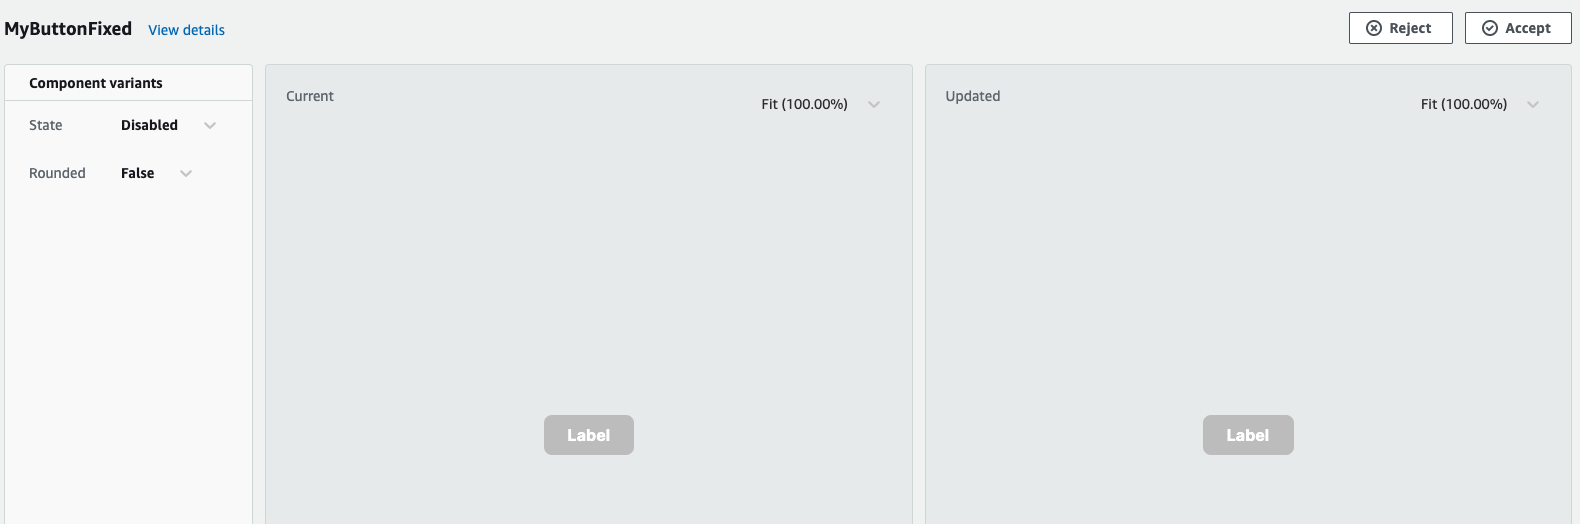 MyButtonFixed View details Reject Accept
Component variants
State Disabled
Rounded False
Current Fit (100.00%)
Label
Updated Fit (100.00%)
Label